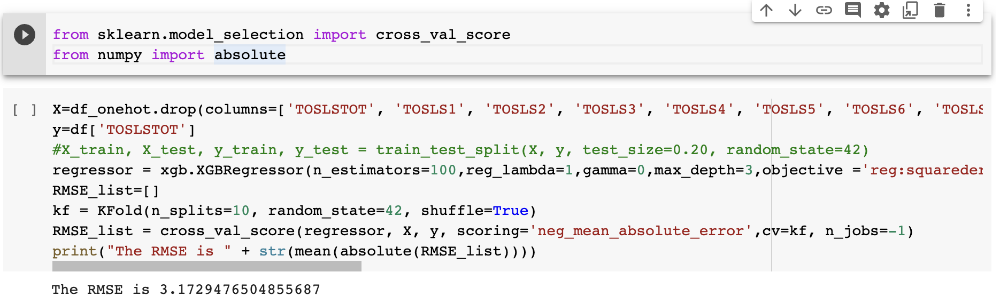 from sklearn.model_selection import cross_val_score
from numpy import absolute
[ ] X=df_onehot.drop(columns=['TOSLSTOT', 'TOSLS1', 'TOSLS2', 'TOSLS3', 'TOSLS4', 'TOSLS5', 'TOSLS6', 'TOSLS
y=df['TOSLSTOT']
#X_train, X_test, y_train, y_test = train_test_split(X, y, test_size=0.20, random_state=42)
regressor = xgb.XGBRegressor(n_estimators=100,reg_lambda=1,gamma=0,max_depth=3,objective ='reg:squareder
RMSE_list=[]
kf = KFold(n_splits=10, random_state=42, shuffle=True)
RMSE_list = cross_val_score(regressor, X, y, scoring='neg_mean_absolute_error',cv=kf, n_jobs=-1)
print("The RMSE is " + str(mean(absolute(RMSE_list))))
The RMSE is 3.1729476504855687